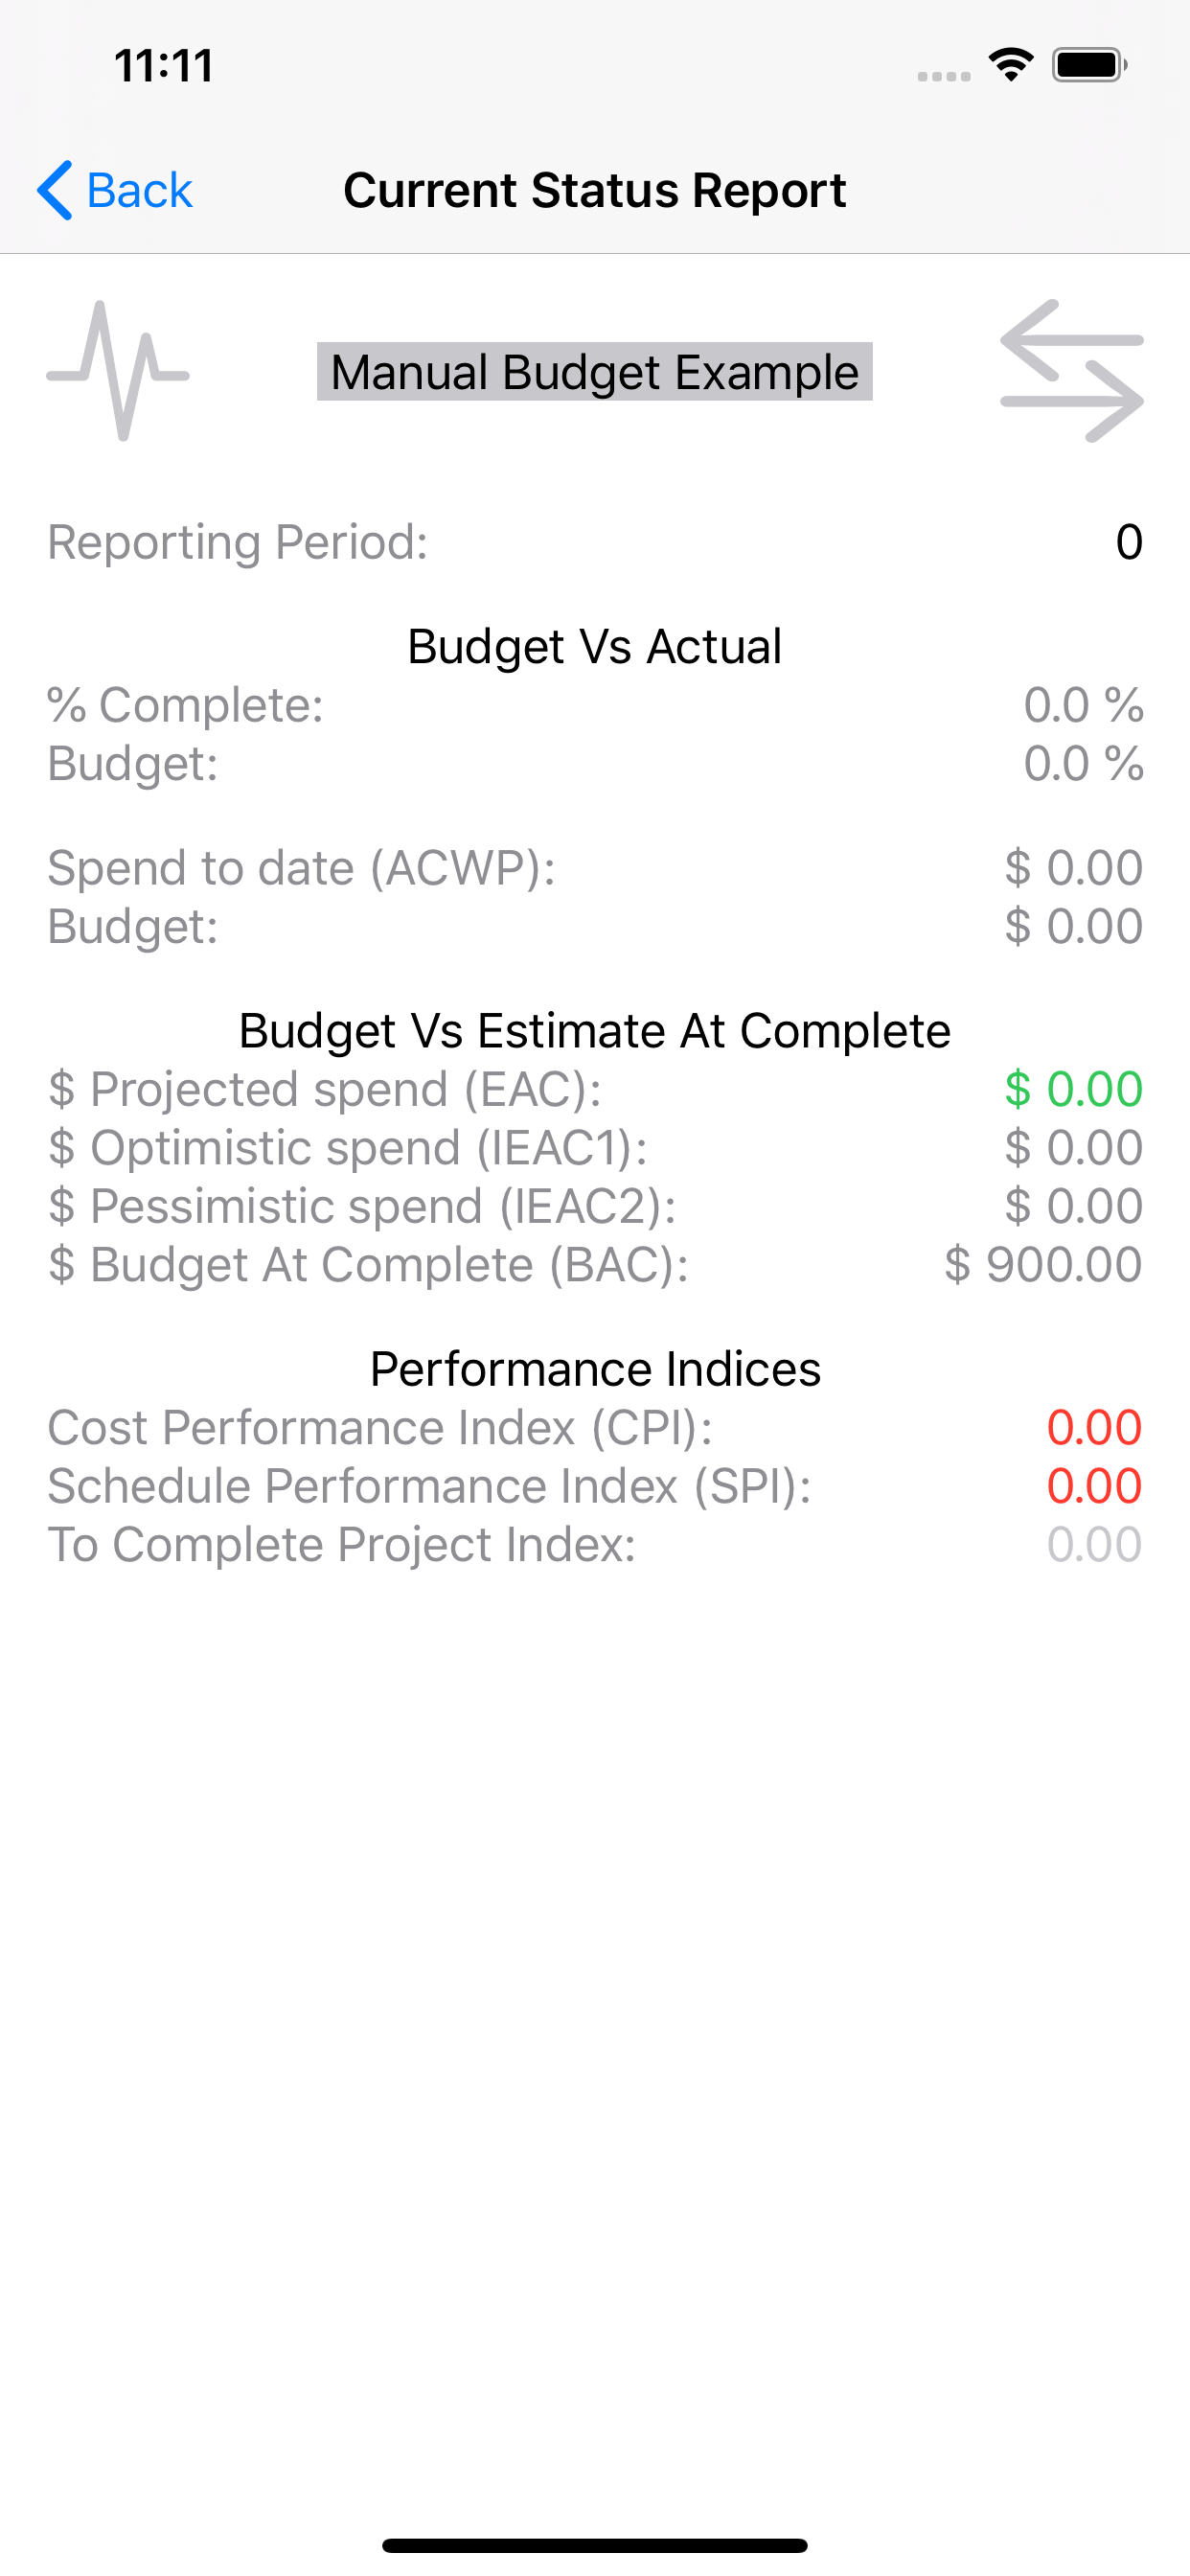 11:11
Back Current Status Report
Manual Budget Example
Reporting Period: 0
Budget Vs Actual
% Complete: 0.0 %
Budget: 0.0 %
Spend to date (ACWP): $ 0.00
Budget: $ 0.00
Budget Vs Estimate At Complete
$ Projected spend (EAC): $ 0.00
$ Optimistic spend (IEAC1): $ 0.00
$ Pessimistic spend (IEAC2): $ 0.00
$ Budget At Complete (BAC): $ 900.00
Performance Indices
Cost Performance Index (CPI): 0.00
Schedule Performance Index (SPI): 0.00
To Complete Project Index: 0.00